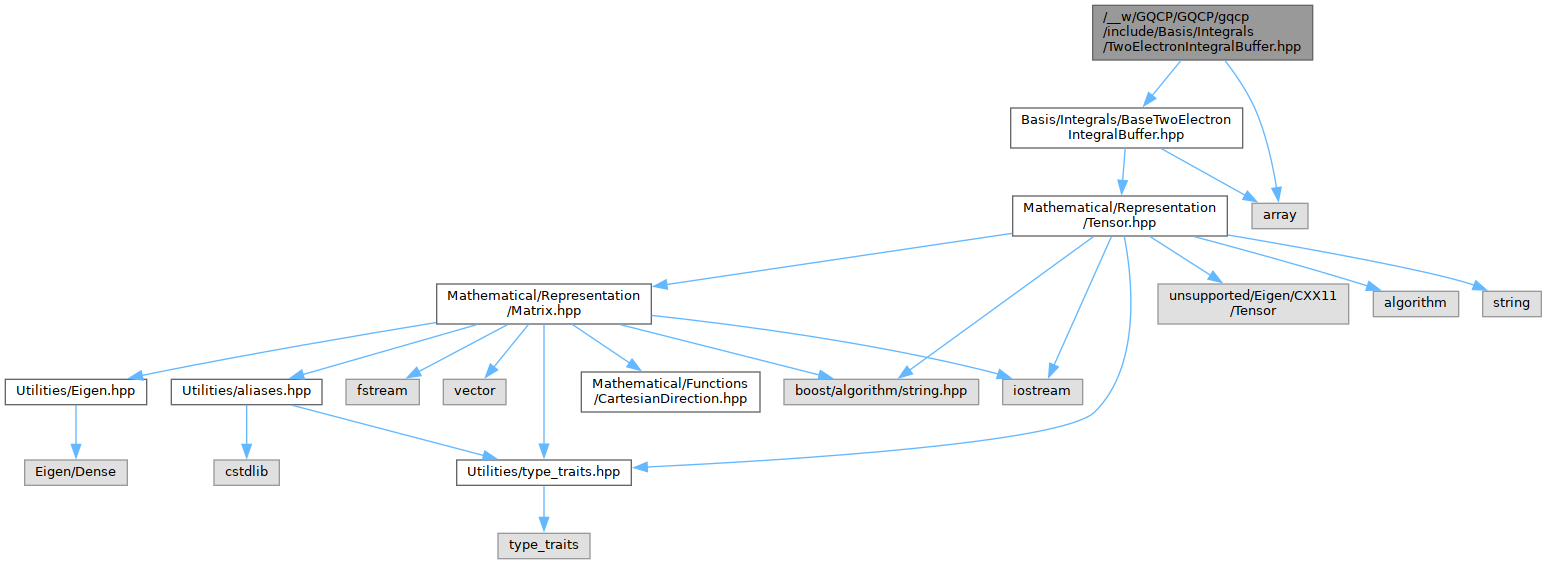 /__w/GQCP/GQCP/gqcp
/include/Basis/Integrals
/TwoElectronIntegralBuffer.hpp
Basis/Integrals/BaseTwoElectron
IntegralBuffer.hpp
Mathematical/Representation
/Tensor.hpp
array
Mathematical/Representation
/Matrix.hpp
unsupported/Eigen/CXX11
/Tensor
algorithm
string
Utilities/Eigen.hpp
Utilities/aliases.hpp
fstream
vector
Mathematical/Functions
/CartesianDirection.hpp
boost/algorithm/string.hpp
iostream
Eigen/Dense
cstdlib
Utilities/type_traits.hpp
type_traits